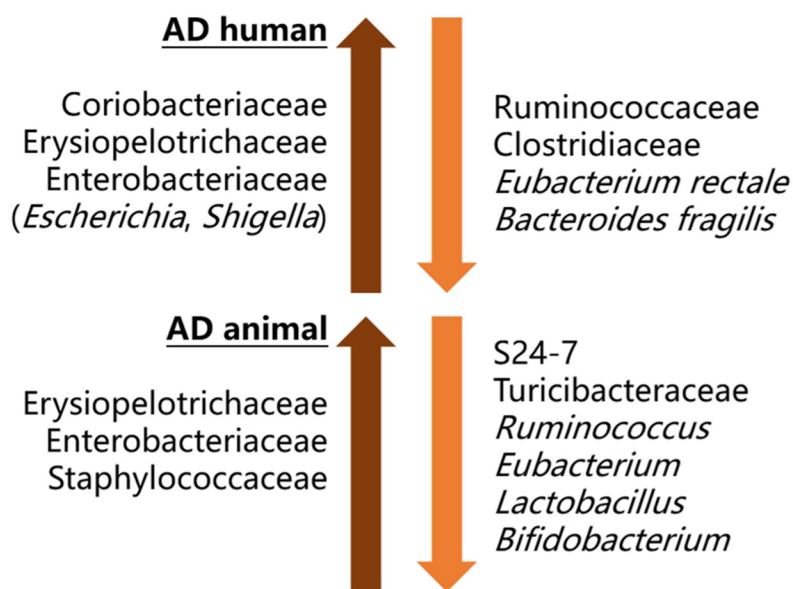 AD human
Coriobacteriaceae
Erysiopelotrichaceae
Enterobacteriaceae
(Escherichia, Shigella)
Ruminococcaceae
Clostridiaceae
Eubacterium rectale
Bacteroides fragilis
AD animal
Erysiopelotrichaceae
Enterobacteriaceae
Staphylococcaceae
S24-7
Turicibacteraceae
Ruminococcus
Eubacterium
Lactobacillus
Bifidobacterium